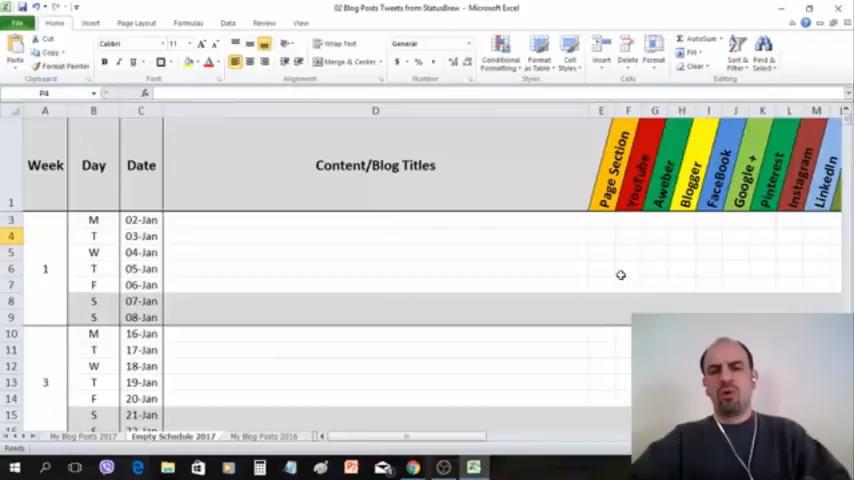 02 Blog Posts Tweets from StatusBrew - Microsoft Excel
File Home Insert Page Layout Formulas Data Review View
Paste Cut Copy Format Painter Calibri 11 Wrap Text Merge & Center General Conditional Formatting Format as Table Cell Styles Insert Delete Format AutoSum Fill Clear Sort & Filter Find & Select
Clipboard Font Alignment Number Styles Cells Editing
P4 fx
A B C D E F G H I J K L M
1 Week Day Date Content/Blog Titles Page Section YouTube Aweber Blogger FaceBook Google + Pinterest Instagram LinkedIn
3 M 02-Jan
4 T 03-Jan
5 W 04-Jan
6 1 T 05-Jan
7 F 06-Jan
8 S 07-Jan
9 S 08-Jan
10 M 16-Jan
11 T 17-Jan
12 W 18-Jan
13 3 T 19-Jan
14 F 20-Jan
15 S 21-Jan
My Blog Posts 2017 Empty Schedule 2017 My Blog Posts 2016
Ready